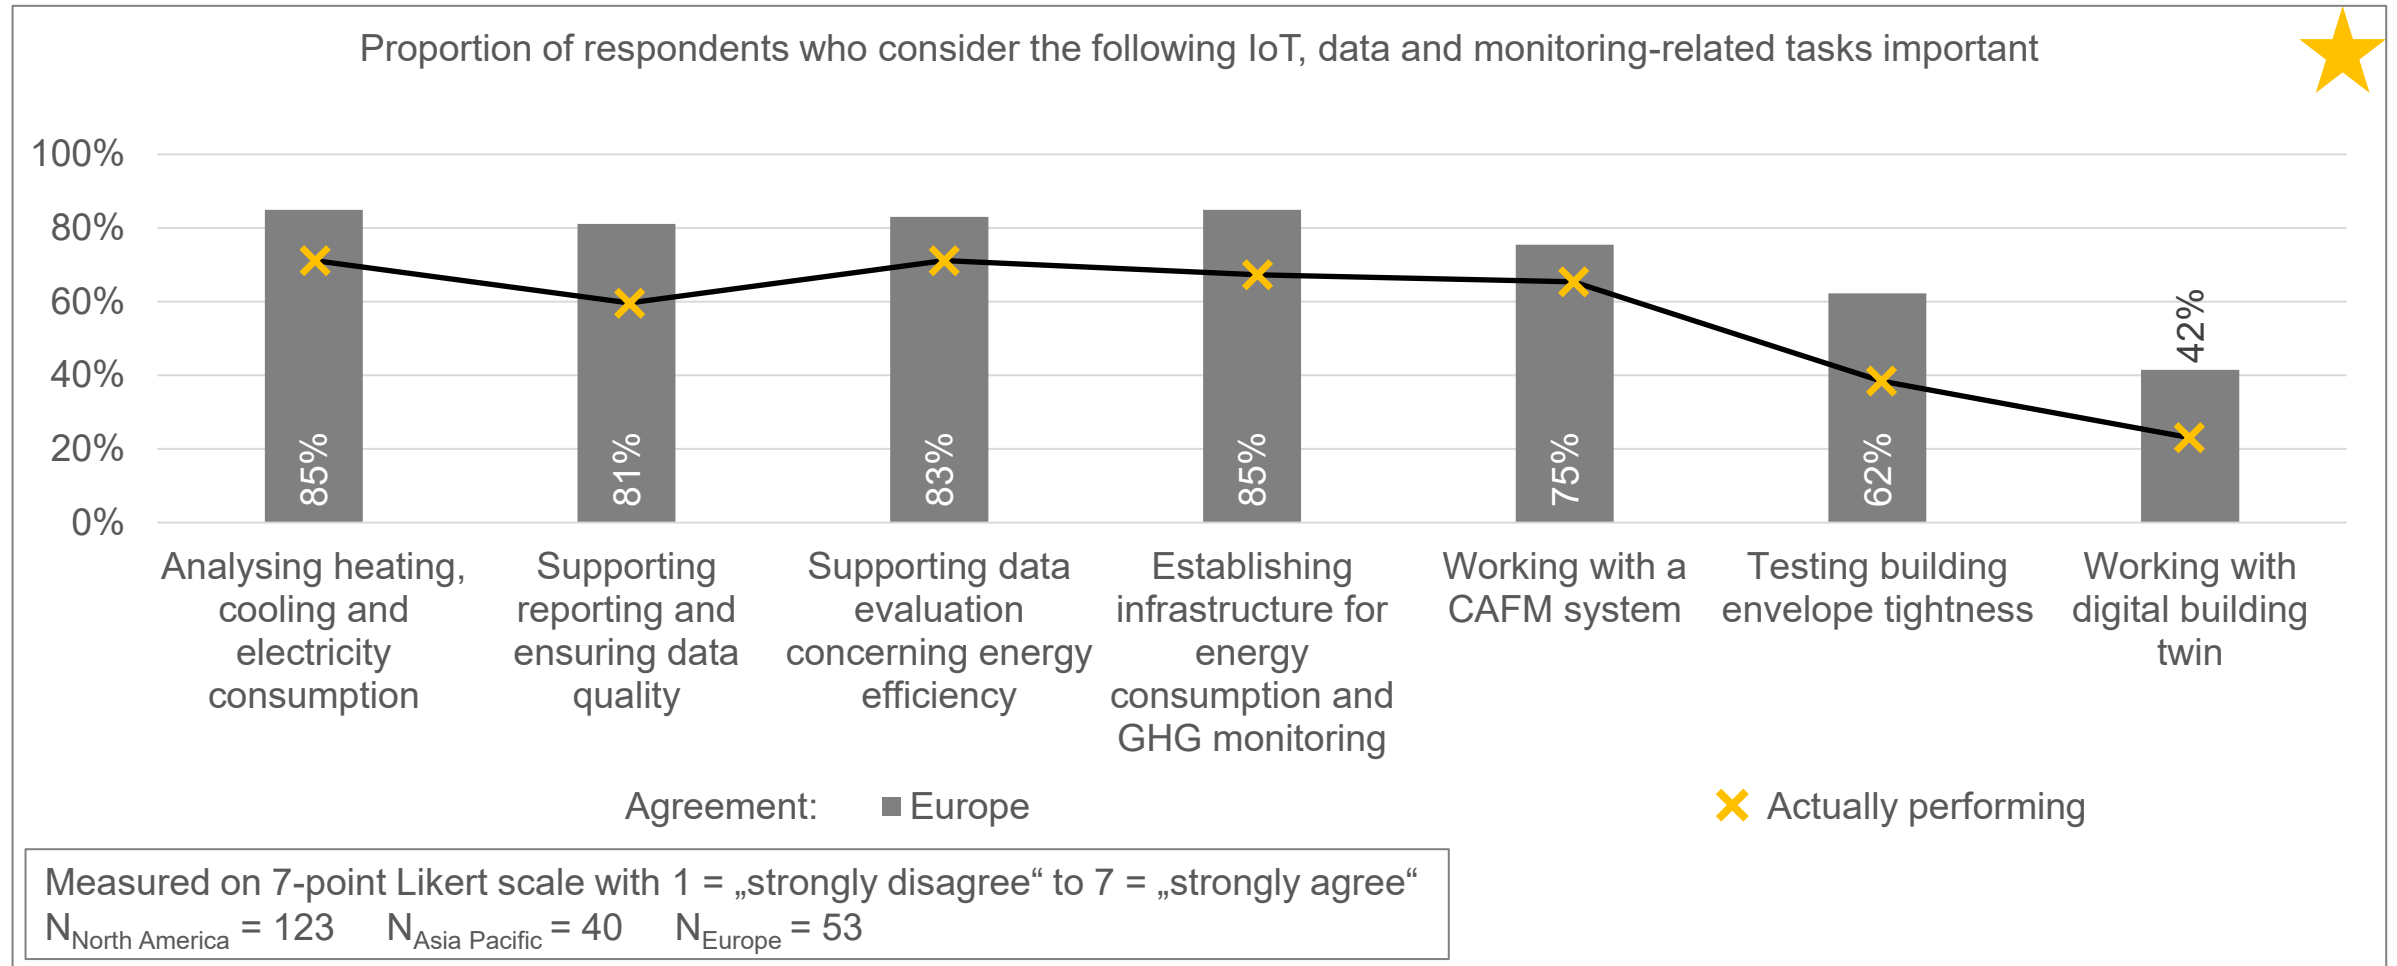 Proportion of respondents who consider the following IoT, data and monitoring-related tasks important
100%
80%
60%
40%
20%
0%
85%
81%
83%
85%
75%
62%
42%
Analysing heating,
cooling and
electricity
consumption
Supporting
reporting and
ensuring data
quality
Supporting data
evaluation
concerning energy
efficiency
Establishing
infrastructure for
energy
consumption and
GHG monitoring
Working with a
CAFM system
Testing building
envelope tightness
Working with
digital building
twin
Agreement: Europe Actually performing
Measured on 7-point Likert scale with 1 = „strongly disagree“ to 7 = „strongly agree“
N North America = 123 N Asia Pacific = 40 N Europe = 53